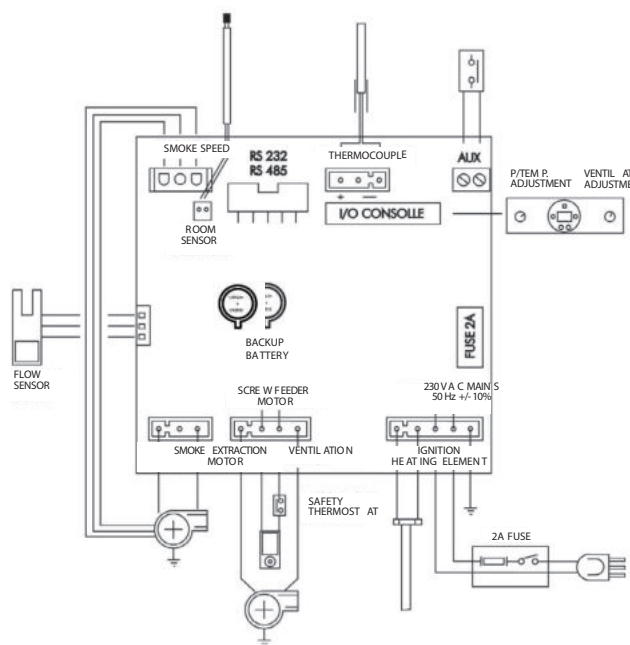 SMOKE SPEED
RS 232
RS 485
THERMOCOUPLE
+ −
AUX
P/TEM P.
ADJUSTMENT
VENTIL AT
ADJUSTME
I/O CONSOLLE
ROOM
SENSOR
FLOW
SENSOR
BACKUP
BATTERY
FUSE 2A
SCRE W FEEDER
MOTOR
230 V A C MAIN S
50 Hz +/- 10%
SMOKE EXTRACTION
MOTOR
VENTIL ATIO N
IGNITION
HE AT ING ELEMEN T
SAFETY
THERMOST AT
2A FUSE